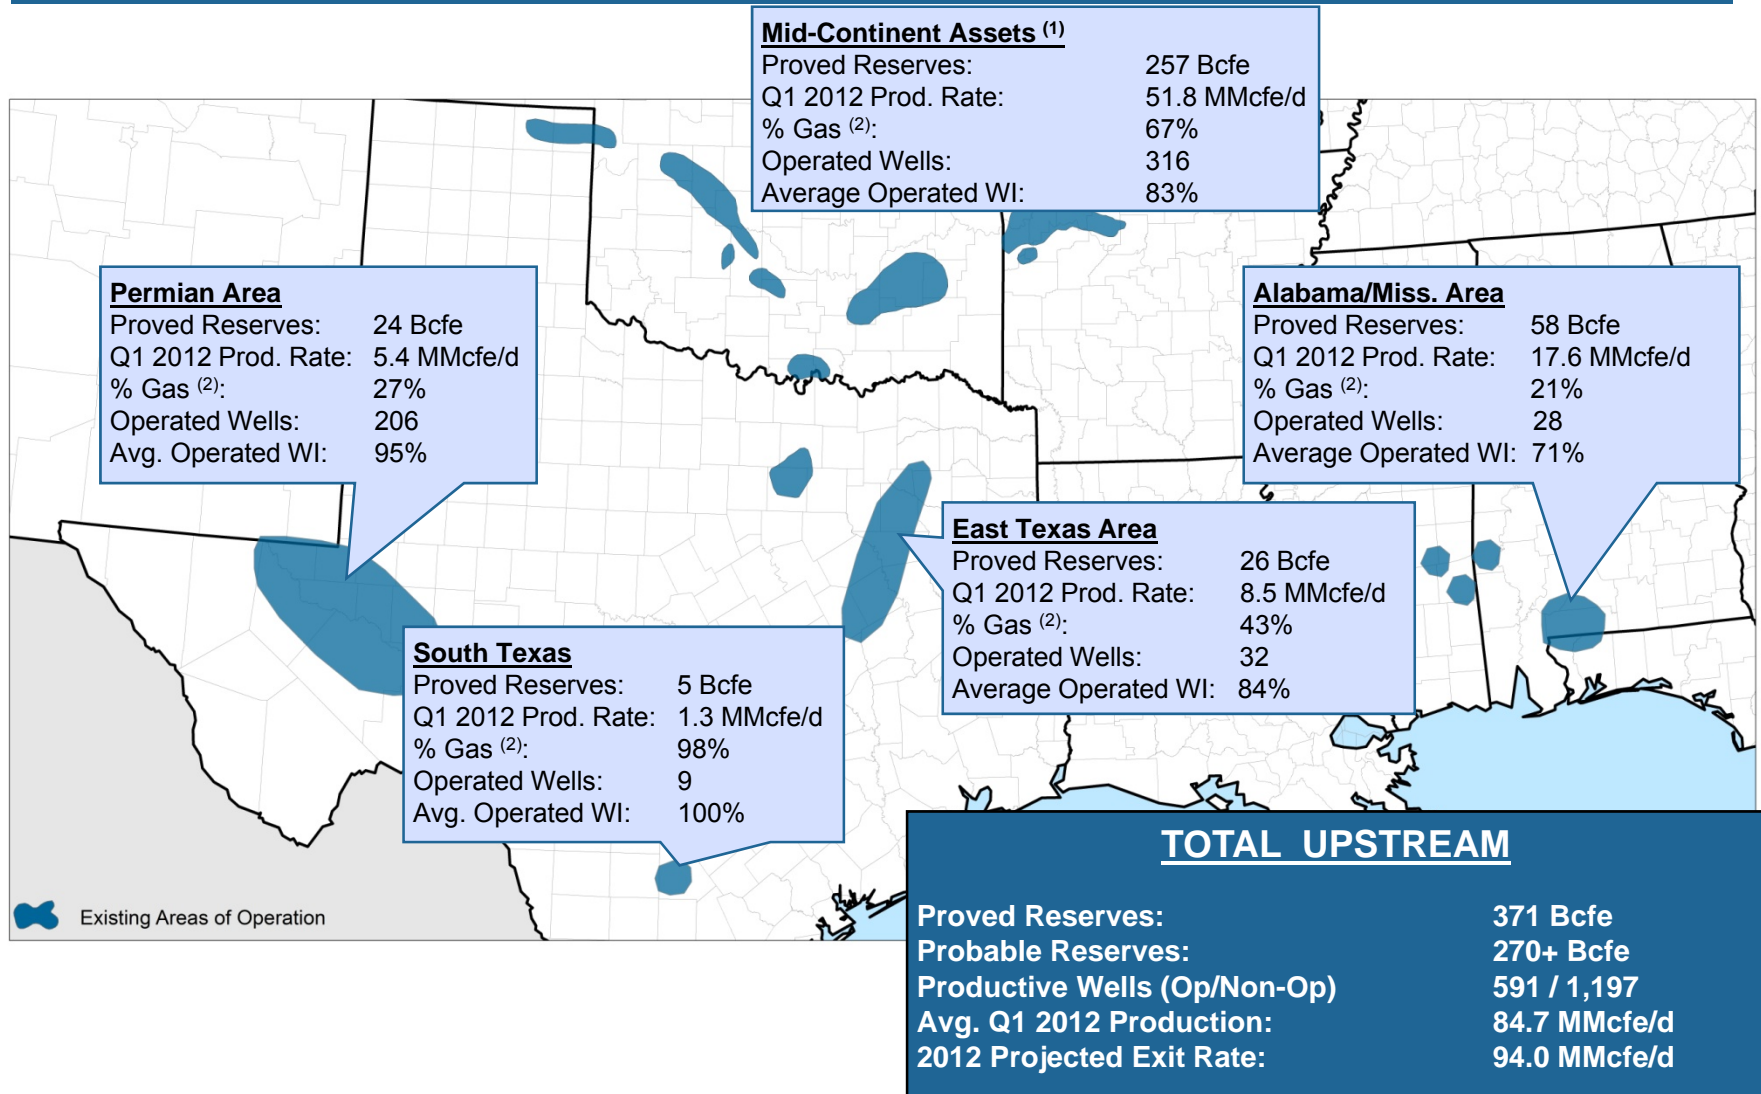 Mid-Continent Assets (1)
Proved Reserves: 257 Bcfe
Q1 2012 Prod. Rate: 51.8 MMcfe/d
% Gas (2): 67%
Operated Wells: 316
Average Operated WI: 83%
Permian Area
Proved Reserves: 24 Bcfe
Q1 2012 Prod. Rate: 5.4 MMcfe/d
% Gas (2): 27%
Operated Wells: 206
Avg. Operated WI: 95%
Alabama/Miss. Area
Proved Reserves: 58 Bcfe
Q1 2012 Prod. Rate: 17.6 MMcfe/d
% Gas (2): 21%
Operated Wells: 28
Average Operated WI: 71%
East Texas Area
Proved Reserves: 26 Bcfe
Q1 2012 Prod. Rate: 8.5 MMcfe/d
% Gas (2): 43%
Operated Wells: 32
Average Operated WI: 84%
South Texas
Proved Reserves: 5 Bcfe
Q1 2012 Prod. Rate: 1.3 MMcfe/d
% Gas (2): 98%
Operated Wells: 9
Avg. Operated WI: 100%
Existing Areas of Operation
TOTAL UPSTREAM
Proved Reserves: 371 Bcfe
Probable Reserves: 270+ Bcfe
Productive Wells (Op/Non-Op) 591 / 1,197
Avg. Q1 2012 Production: 84.7 MMcfe/d
2012 Projected Exit Rate: 94.0 MMcfe/d